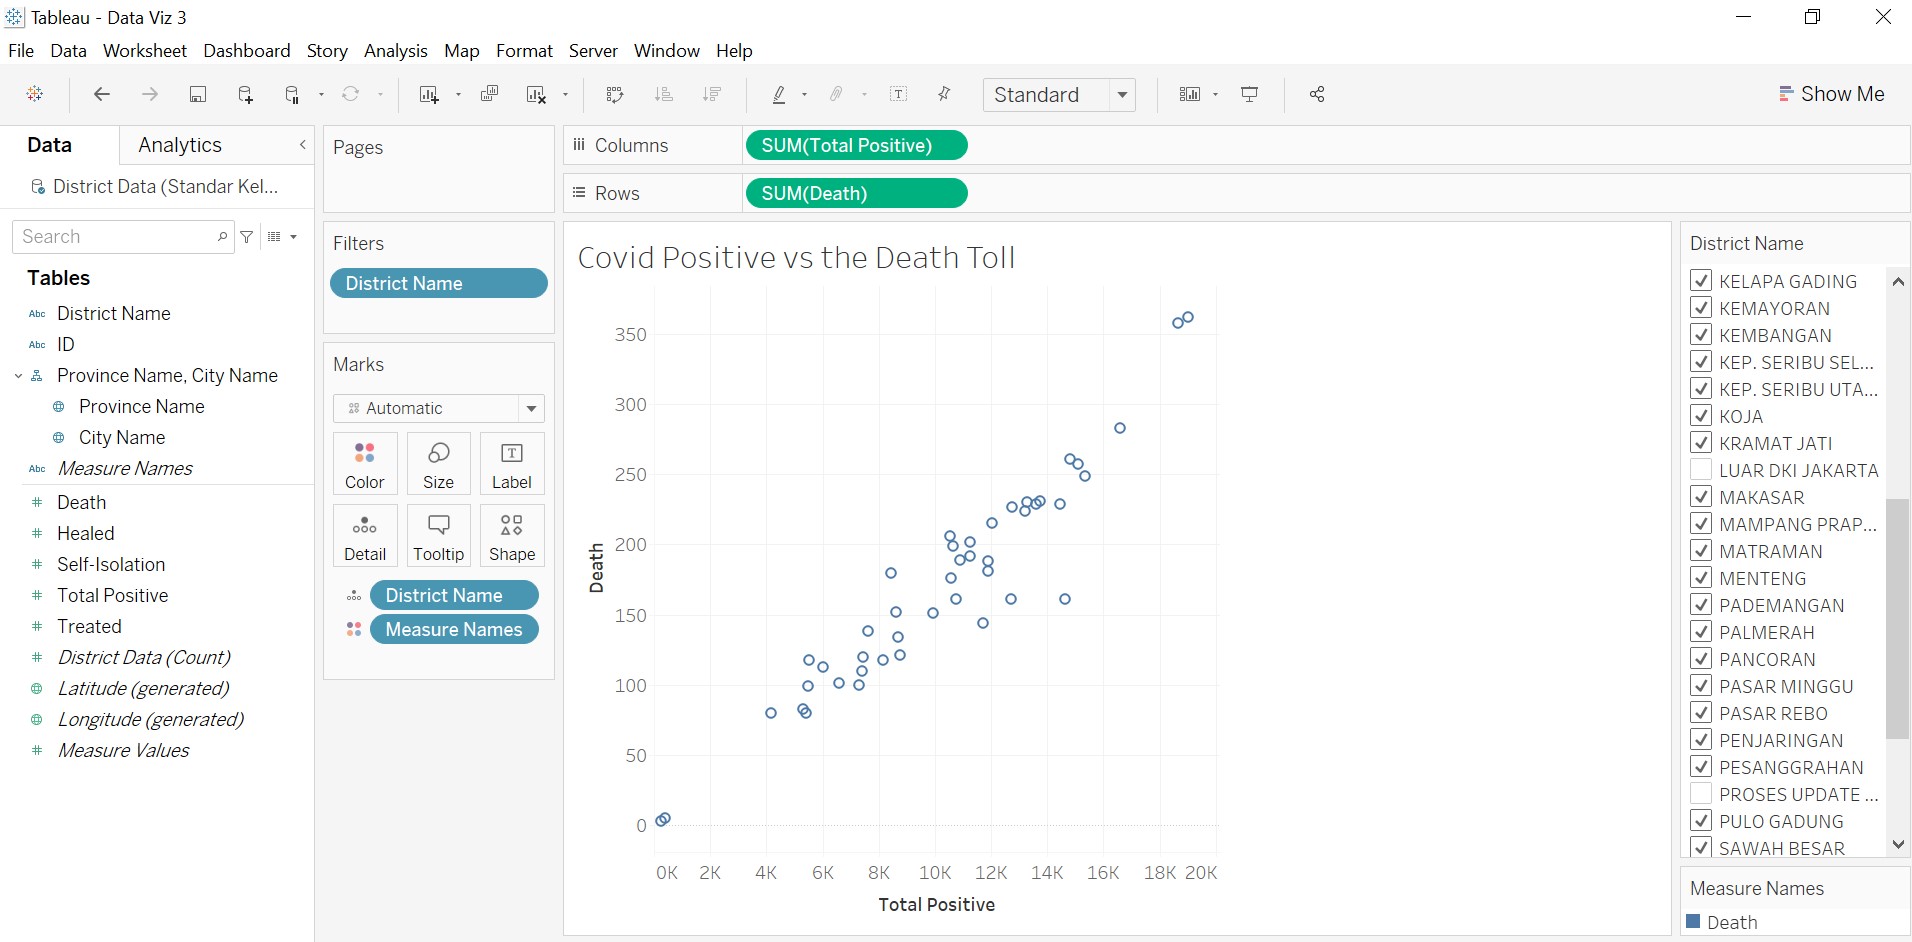 Tableau - Data Viz 3
File Data Worksheet Dashboard Story Analysis Map Format Server Window Help
Standard
Show Me
Data
Analytics
District Data (Standar Kel...
Search
Tables
Abc District Name
Abc ID
Province Name, City Name
Province Name
City Name
Abc Measure Names
# Death
# Healed
# Self-Isolation
# Total Positive
# Treated
# District Data (Count)
Latitude (generated)
Longitude (generated)
# Measure Values
Pages
Filters
District Name
Marks
Automatic
Color
Size
Label
Detail
Tooltip
Shape
District Name
Measure Names
Columns
SUM(Total Positive)
Rows
SUM(Death)
Covid Positive vs the Death Toll
350
300
250
200
150
100
50
0
Death
0K 2K 4K 6K 8K 10K 12K 14K 16K 18K 20K
Total Positive
District Name
KELAPA GADING
KEMAYORAN
KEMBANGAN
KEP. SERIBU SEL...
KEP. SERIBU UTA...
KOJA
KRAMAT JATI
LUAR DKI JAKARTA
MAKASAR
MAMPANG PRAP...
MATRAMAN
MENTENG
PADEMANGAN
PALMERAH
PANCORAN
PASAR MINGGU
PASAR REBO
PENJARINGAN
PESANGGRAHAN
PROSES UPDATE ...
PULO GADUNG
SAWAH BESAR
Measure Names
Death